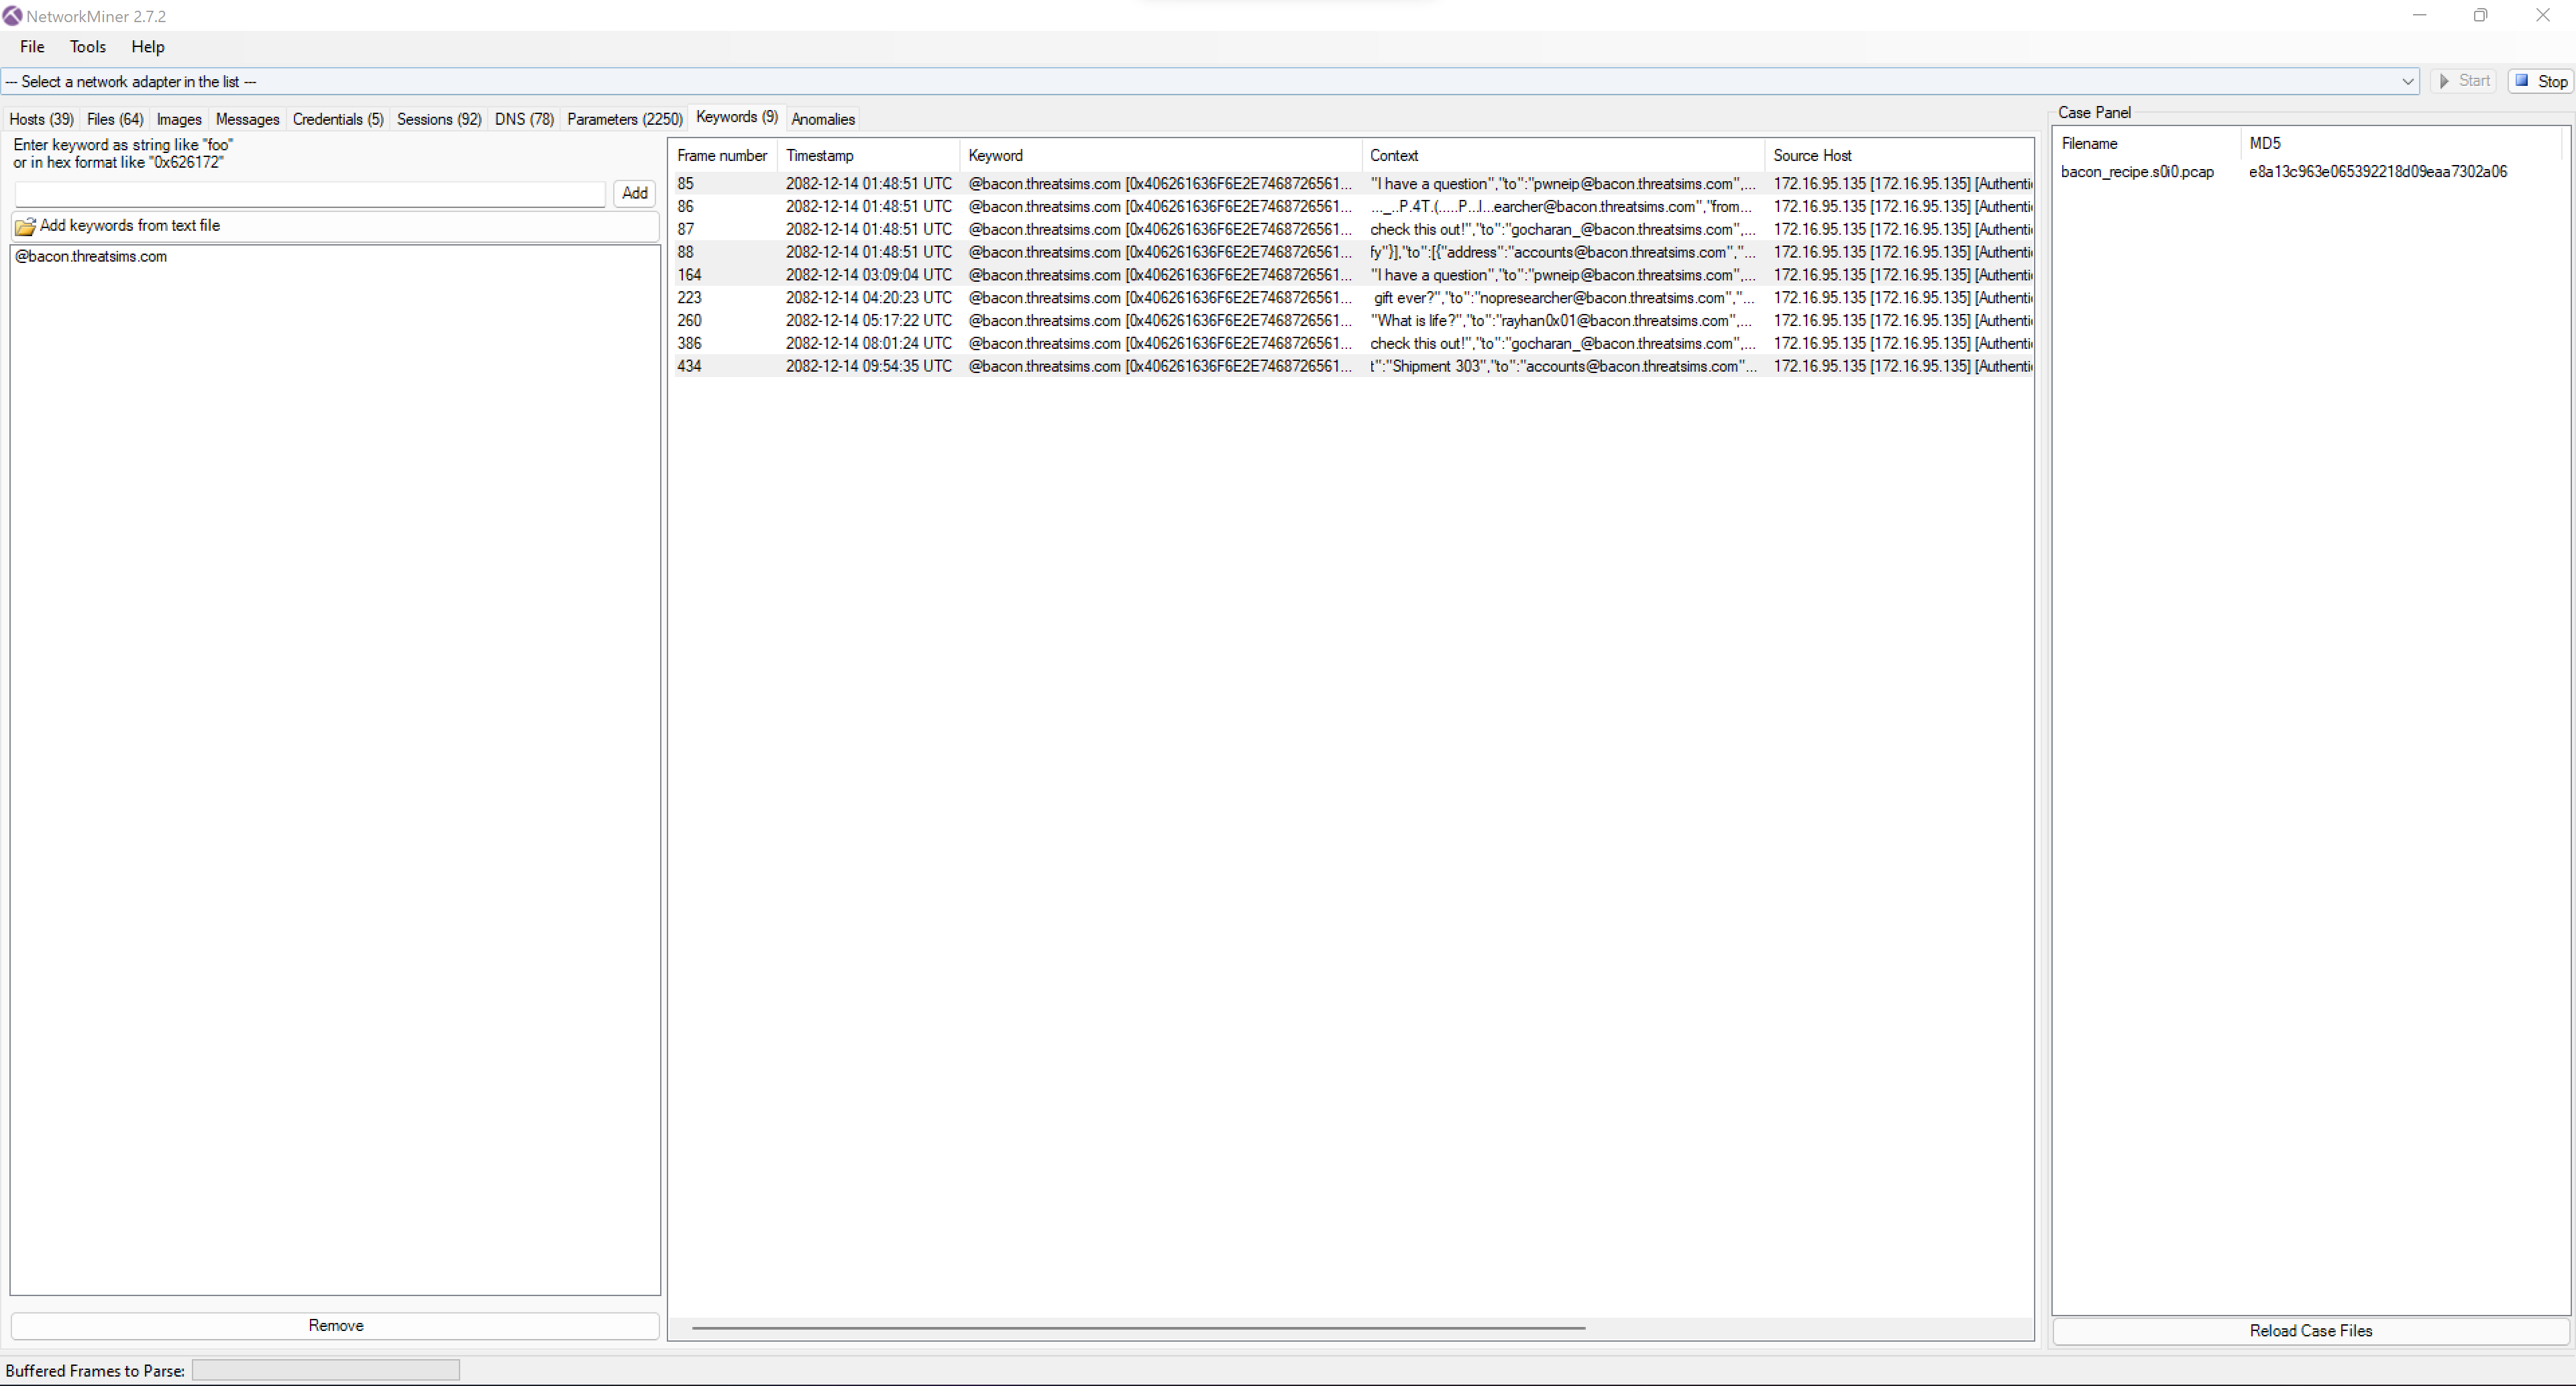 NetworkMiner 2.7.2
File Tools Help
--- Select a network adapter in the list ---
Start
Stop
Hosts (39) Files (64) Images Messages Credentials (5) Sessions (92) DNS (78) Parameters (2250) Keywords (9) Anomalies
Enter keyword as string like "foo"
or in hex format like "0x626172"
Add
Add keywords from text file
@bacon.threatsims.com
Remove
Frame number Timestamp Keyword Context Source Host
85 2082-12-14 01:48:51 UTC @bacon.threatsims.com [0x406261636F6E2E7468726561... "I have a question","to":"pwneip@bacon.threatsims.com",... 172.16.95.135 [172.16.95.135] [Authenti
86 2082-12-14 01:48:51 UTC @bacon.threatsims.com [0x406261636F6E2E7468726561... ..._..P.4T.(.....P...l...earcher@bacon.threatsims.com","from... 172.16.95.135 [172.16.95.135] [Authenti
87 2082-12-14 01:48:51 UTC @bacon.threatsims.com [0x406261636F6E2E7468726561... check this out!","to":"gocharan_@bacon.threatsims.com",... 172.16.95.135 [172.16.95.135] [Authenti
88 2082-12-14 01:48:51 UTC @bacon.threatsims.com [0x406261636F6E2E7468726561... fy"}],"to":[{"address":"accounts@bacon.threatsims.com","... 172.16.95.135 [172.16.95.135] [Authenti
164 2082-12-14 03:09:04 UTC @bacon.threatsims.com [0x406261636F6E2E7468726561... "I have a question","to":"pwneip@bacon.threatsims.com",... 172.16.95.135 [172.16.95.135] [Authenti
223 2082-12-14 04:20:23 UTC @bacon.threatsims.com [0x406261636F6E2E7468726561... gift ever?","to":"nopresearcher@bacon.threatsims.com","... 172.16.95.135 [172.16.95.135] [Authenti
260 2082-12-14 05:17:22 UTC @bacon.threatsims.com [0x406261636F6E2E7468726561... "What is life?","to":"rayhan0x01@bacon.threatsims.com",... 172.16.95.135 [172.16.95.135] [Authenti
386 2082-12-14 08:01:24 UTC @bacon.threatsims.com [0x406261636F6E2E7468726561... check this out!","to":"gocharan_@bacon.threatsims.com",... 172.16.95.135 [172.16.95.135] [Authenti
434 2082-12-14 09:54:35 UTC @bacon.threatsims.com [0x406261636F6E2E7468726561... t":"Shipment 303","to":"accounts@bacon.threatsims.com"... 172.16.95.135 [172.16.95.135] [Authenti
Case Panel
Filename MD5
bacon_recipe.s0i0.pcap e8a13c963e065392218d09eaa7302a06
Reload Case Files
Buffered Frames to Parse: